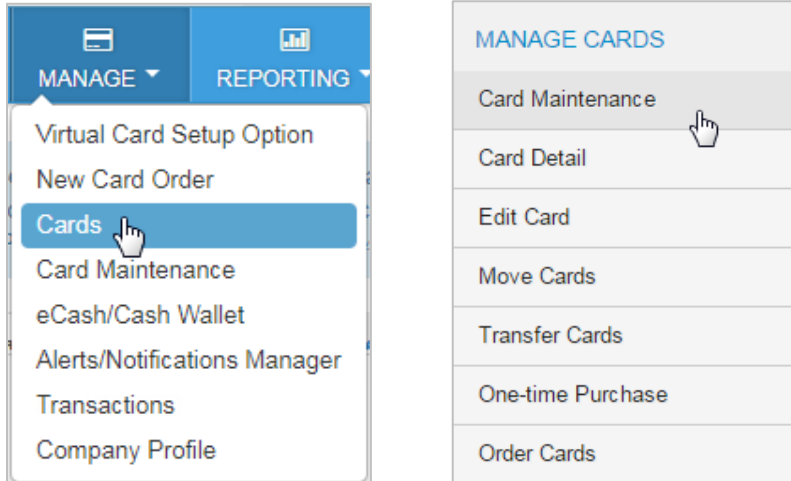 MANAGE
REPORTING
Virtual Card Setup Option
New Card Order
Cards
Card Maintenance
eCash/Cash Wallet
Alerts/Notifications Manager
Transactions
Company Profile
MANAGE CARDS
Card Maintenance
Card Detail
Edit Card
Move Cards
Transfer Cards
One-time Purchase
Order Cards